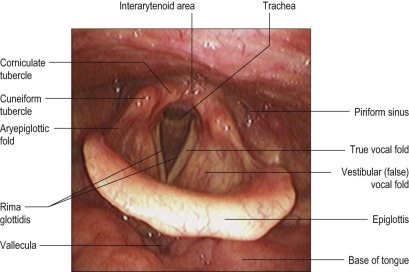 Interarytenoid area
Trachea
Corniculate
tubercle
Cuneiform
tubercle
Aryepiglottic
fold
Rima
glottidis
Vallecula
Piriform sinus
True vocal fold
Vestibular (false)
vocal fold
Epiglottis
Base of tongue